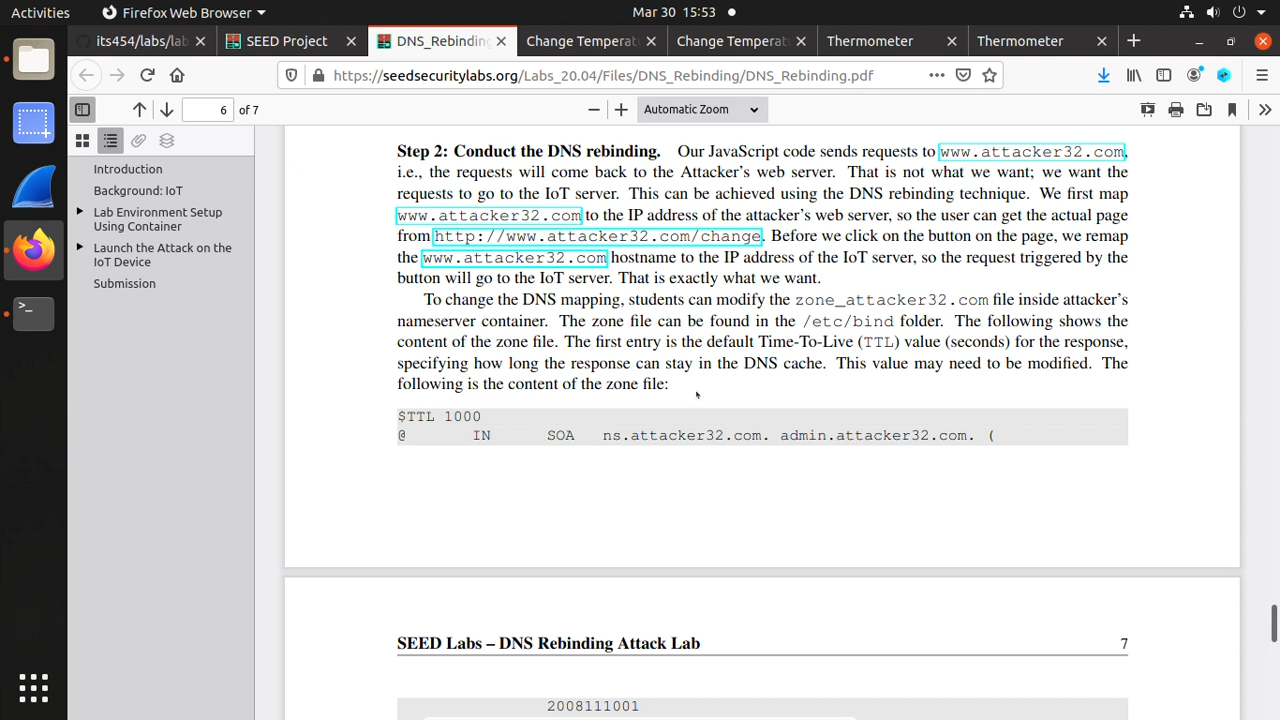 Activities
Firefox Web Browser
Mar 30 15:53
its454/labs/lab
SEED Project
DNS_Rebinding
Change Temperat
Change Temperat
Thermometer
Thermometer
https://seedsecuritylabs.org/Labs_20.04/Files/DNS_Rebinding/DNS_Rebinding.pdf
6 of 7
Automatic Zoom
Introduction
Background: IoT
Lab Environment Setup
Using Container
Launch the Attack on the
IoT Device
Submission
Step 2: Conduct the DNS rebinding. Our JavaScript code sends requests to www.attacker32.com,
i.e., the requests will come back to the Attacker's web server. That is not what we want; we want the
requests to go to the IoT server. This can be achieved using the DNS rebinding technique. We first map
www.attacker32.com to the IP address of the attacker's web server, so the user can get the actual page
from http://www.attacker32.com/change. Before we click on the button on the page, we remap
the www.attacker32.com hostname to the IP address of the IoT server, so the request triggered by the
button will go to the IoT server. That is exactly what we want.
To change the DNS mapping, students can modify the zone_attacker32.com file inside attacker's
nameserver container. The zone file can be found in the /etc/bind folder. The following shows the
content of the zone file. The first entry is the default Time-To-Live (TTL) value (seconds) for the response,
specifying how long the response can stay in the DNS cache. This value may need to be modified. The
following is the content of the zone file:
$TTL 1000
@ IN SOA ns.attacker32.com. admin.attacker32.com. (
SEED Labs – DNS Rebinding Attack Lab 7
2008111001